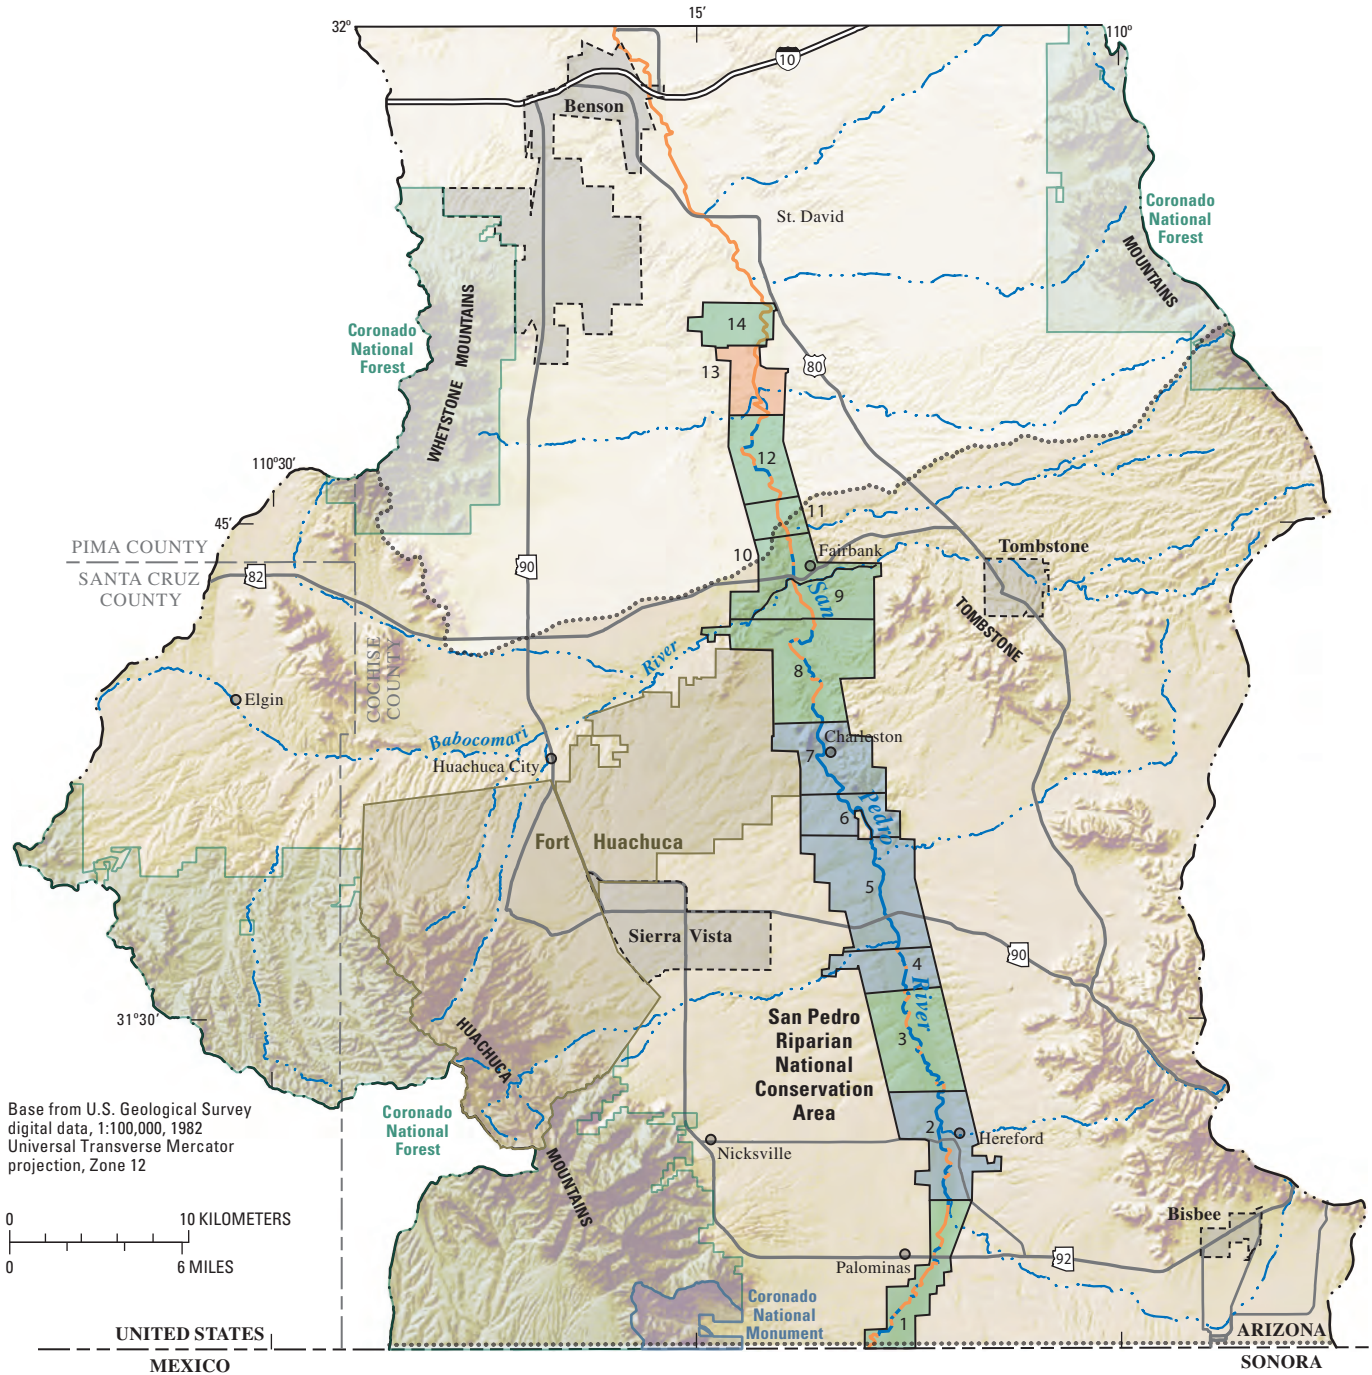 32°
15'
110°
10
Benson
St. David
Coronado
National
Forest
MOUNTAINS
WHETSTONE MOUNTAINS
Coronado
National
Forest
14
13
80
12
110°30'
45'
11
PIMA COUNTY
SANTA CRUZ
COUNTY
82
90
10
Fairbank
Tombstone
San
9
TOMBSTONE
COCHISE
COUNTY
River
8
Elgin
Babocomari
Huachuca City
Charleston
7
Pedro
6
Fort Huachuca
5
Sierra Vista
90
4
River
31°30'
San Pedro
Riparian
National
Conservation
Area
3
HUACHUCA
Base from U.S. Geological Survey
digital data, 1:100,000, 1982
Universal Transverse Mercator
projection, Zone 12
Coronado
National
Forest
2
Hereford
Nicksville
MOUNTAINS
0 10 KILOMETERS
0 6 MILES
Bisbee
Palominas
92
Coronado
National
Monument
1
UNITED STATES
MEXICO
ARIZONA
SONORA